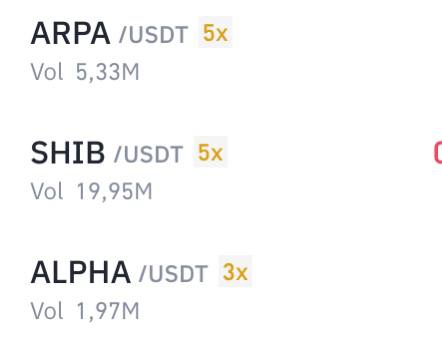 ARPA /USDT 5x
Vol 5,33M
SHIB /USDT 5x
Vol 19,95M
ALPHA /USDT 3x
Vol 1,97M